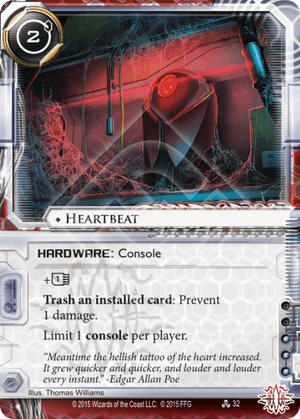 2
♦ HEARTBEAT
HARDWARE: Console
+1
Trash an installed card: Prevent
1 damage.
Limit 1 console per player.
"Meantime the hellish tattoo of the heart increased.
It grew quicker and quicker, and louder and louder
every instant." -Edgar Allan Poe
Illus. Thomas Williams
© 2015 Wizards of the Coast LLC. © 2015 FFG 32